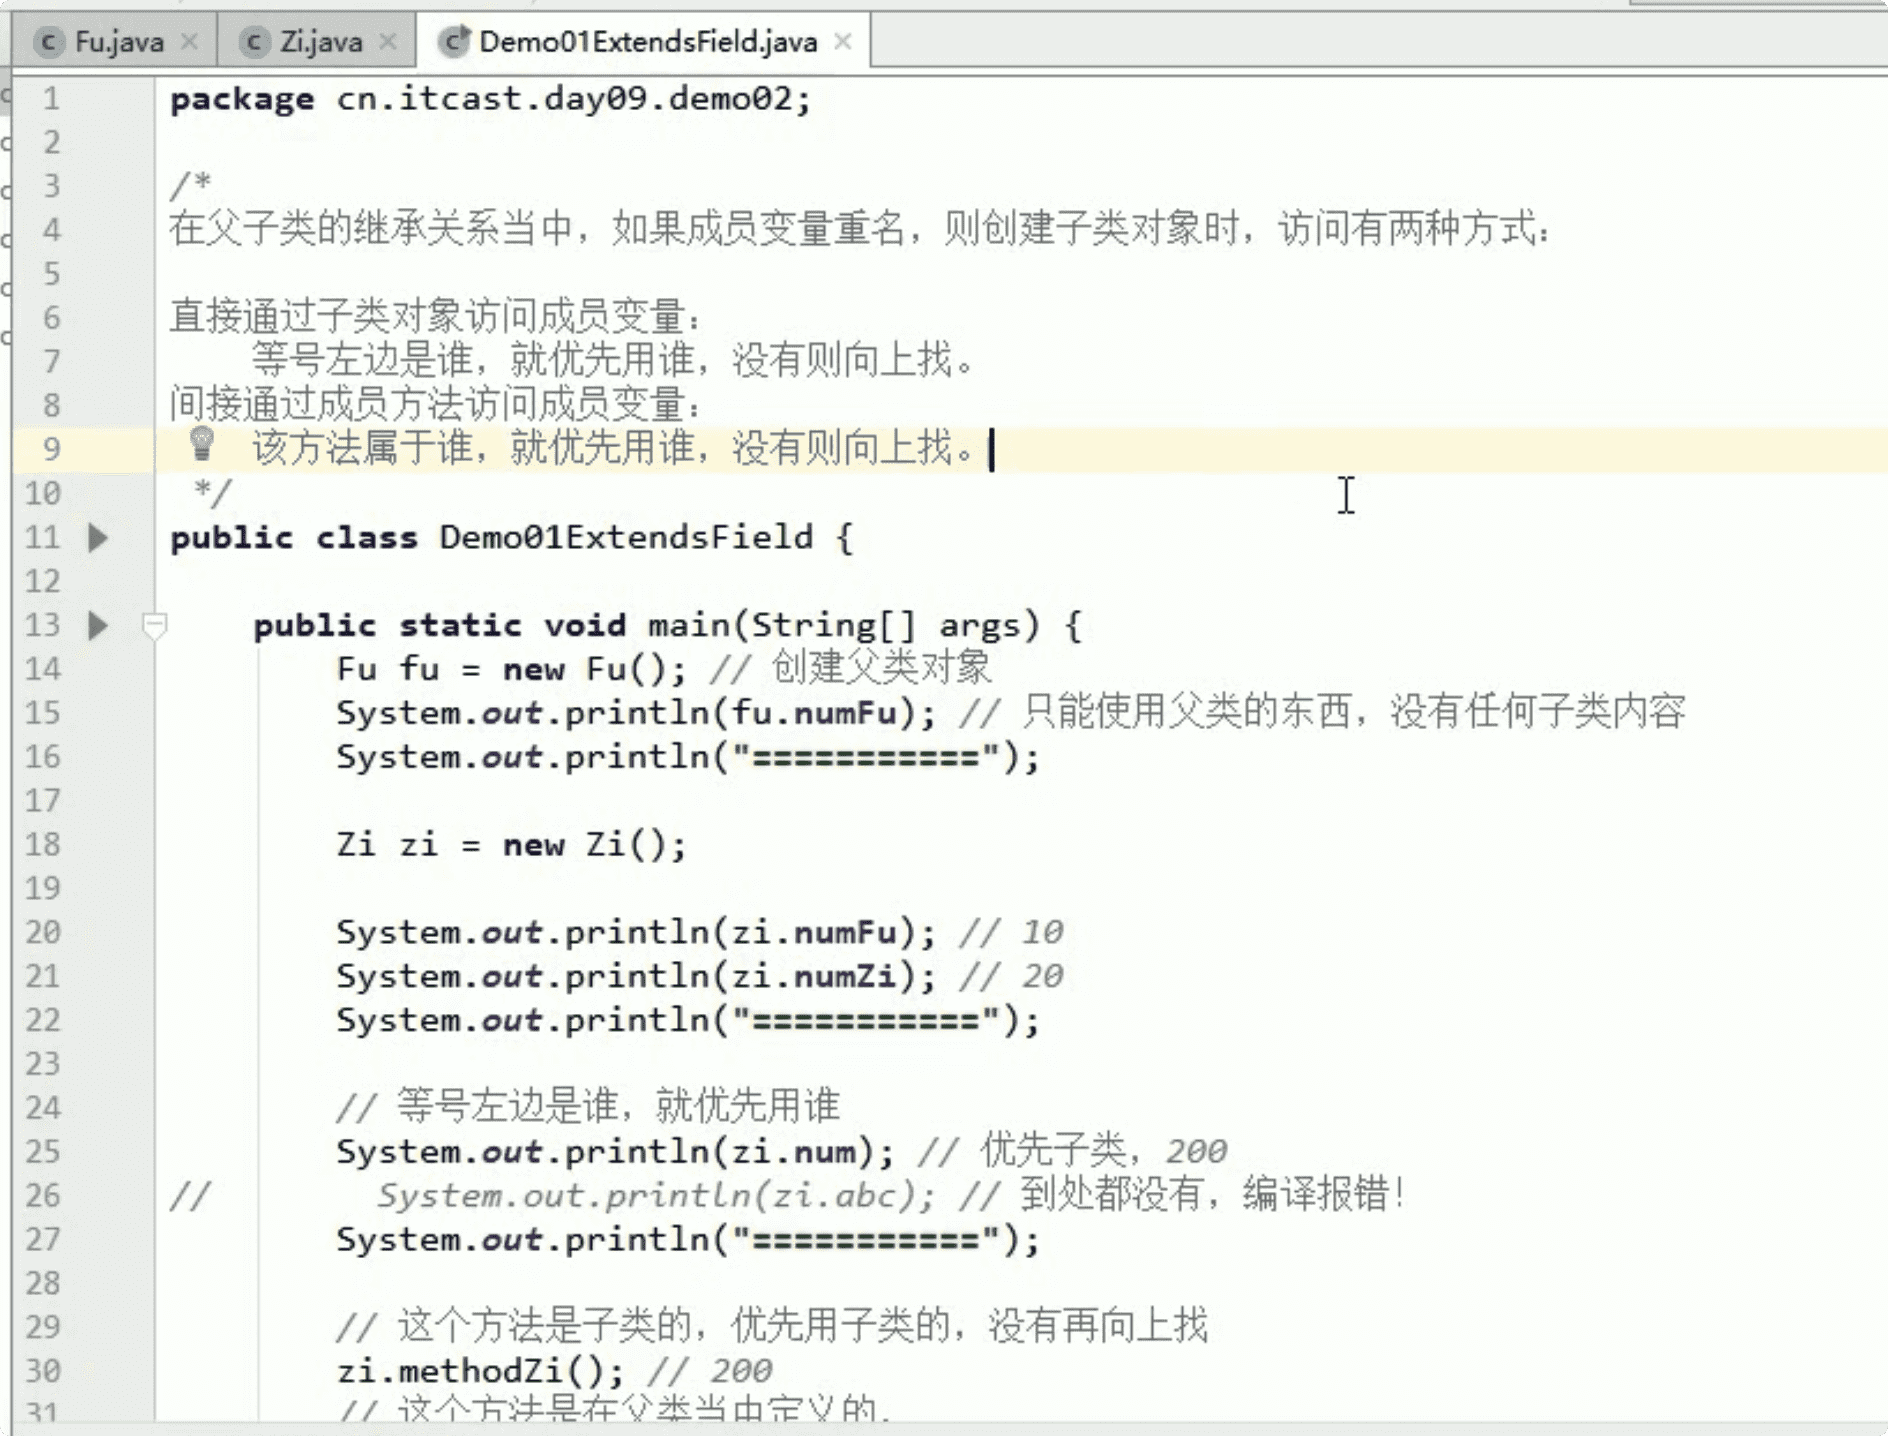 Fu.java Zi.java Demo01ExtendsField.java
1 package cn.itcast.day09.demo02;
2
3 /*
4 在父子类的继承关系当中，如果成员变量重名，则创建子类对象时，访问有两种方式：
5
6 直接通过子类对象访问成员变量：
7 等号左边是谁，就优先用谁，没有则向上找。
8 间接通过成员方法访问成员变量：
9 该方法属于谁，就优先用谁，没有则向上找。
10 */
11 public class Demo01ExtendsField {
12
13 public static void main(String[] args) {
14 Fu fu = new Fu(); // 创建父类对象
15 System.out.println(fu.numFu); // 只能使用父类的东西，没有任何子类内容
16 System.out.println("===========");
17
18 Zi zi = new Zi();
19
20 System.out.println(zi.numFu); // 10
21 System.out.println(zi.numZi); // 20
22 System.out.println("===========");
23
24 // 等号左边是谁，就优先用谁
25 System.out.println(zi.num); // 优先子类，200
26 // System.out.println(zi.abc); // 到处都没有，编译报错！
27 System.out.println("===========");
28
29 // 这个方法是子类的，优先用子类的，没有再向上找
30 zi.methodZi(); // 200
31 // 这个方法是在父类当中定义的，